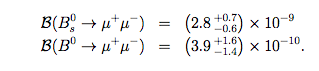 B(B⁰ₛ → μ⁺μ⁻) = (2.8 +0.7 −0.6) × 10⁻⁹
B(B⁰ → μ⁺μ⁻) = (3.9 +1.6 −1.4) × 10⁻¹⁰.